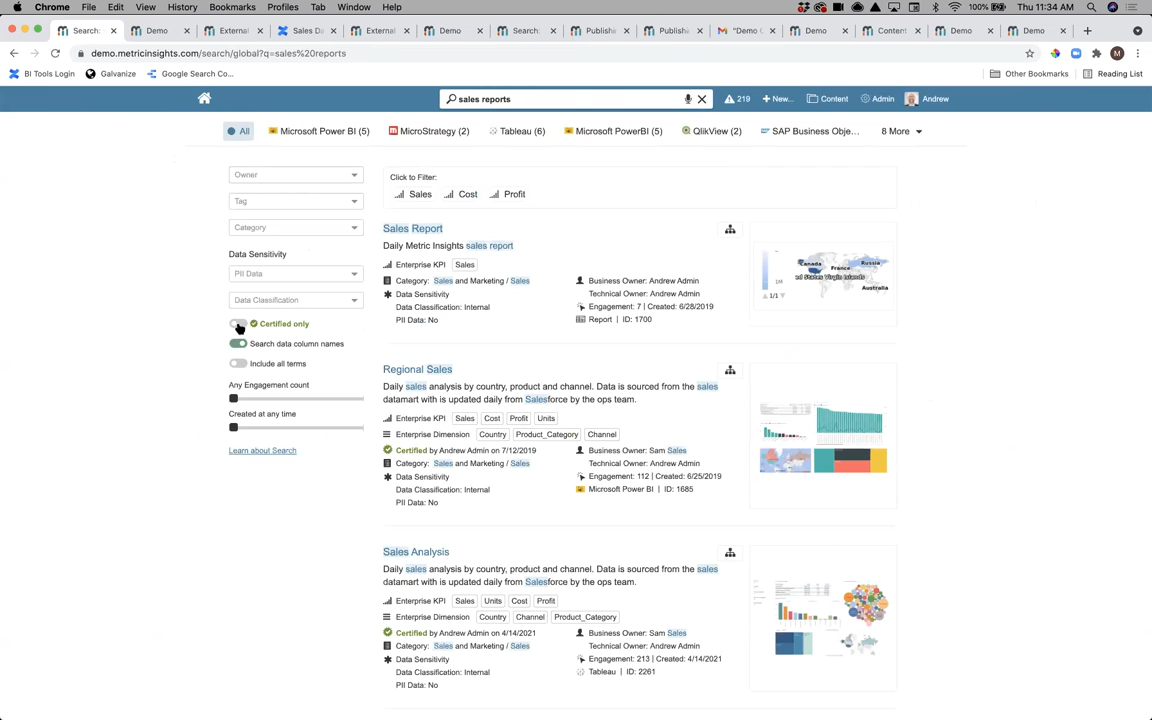 Chrome File Edit View History Bookmarks Profiles Tab Window Help 100% Thu 11:34 AM
Search: Demo External Sales Da External Demo Search: Publishe Publishe "Demo ( Demo Content Demo Demo
demo.metricinsights.com/search/global?q=sales%20reports M
BI Tools Login Galvanize Google Search Co... Other Bookmarks Reading List
sales reports 219 New... Content Admin Andrew
All Microsoft Power BI (5) MicroStrategy (2) Tableau (6) Microsoft PowerBI (5) QlikView (2) SAP Business Obje... 8 More
Owner
Tag
Category
Data Sensitivity
PII Data
Data Classification
Certified only
Search data column names
Include all terms
Any Engagement count
Created at any time
Learn about Search
Click to Filter:
Sales Cost Profit
Sales Report
Daily Metric Insights sales report
Enterprise KPI Sales
Category: Sales and Marketing / Sales
Data Sensitivity
Data Classification: Internal
PII Data: No
Business Owner: Andrew Admin
Technical Owner: Andrew Admin
Engagement: 7 | Created: 6/28/2019
Report | ID: 1700
Canada
France
Russia
ed States Virgin Islands
Australia
1M
1/1
Regional Sales
Daily sales analysis by country, product and channel. Data is sourced from the sales
datamart with is updated daily from Salesforce by the ops team.
Enterprise KPI Sales Cost Profit Units
Enterprise Dimension Country Product_Category Channel
Certified by Andrew Admin on 7/12/2019
Category: Sales and Marketing / Sales
Data Sensitivity
Data Classification: Internal
PII Data: No
Business Owner: Sam Sales
Technical Owner: Andrew Admin
Engagement: 112 | Created: 6/25/2019
Microsoft Power BI | ID: 1685
Sales Analysis
Daily sales analysis by country, product and channel. Data is sourced from the sales
datamart with is updated daily from Salesforce by the ops team.
Enterprise KPI Sales Units Cost Profit
Enterprise Dimension Country Channel Product_Category
Certified by Andrew Admin on 4/14/2021
Category: Sales and Marketing / Sales
Data Sensitivity
Data Classification: Internal
PII Data: No
Business Owner: Sam Sales
Technical Owner: Andrew Admin
Engagement: 213 | Created: 4/14/2021
Tableau | ID: 2261